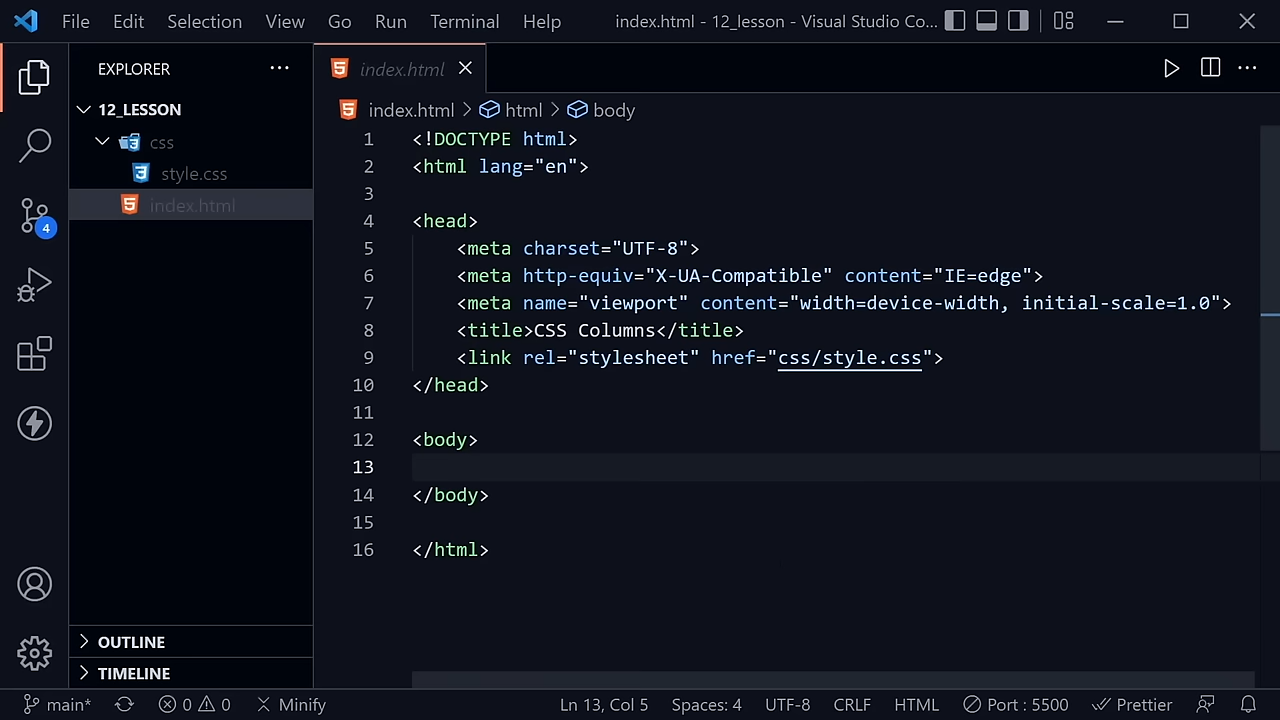 File Edit Selection View Go Run Terminal Help index.html - 12_lesson - Visual Studio Co...
EXPLORER
12_LESSON
css
style.css
index.html
4
OUTLINE
TIMELINE
index.html
index.html > html > body
1 <!DOCTYPE html>
2 <html lang="en">
3
4 <head>
5 <meta charset="UTF-8">
6 <meta http-equiv="X-UA-Compatible" content="IE=edge">
7 <meta name="viewport" content="width=device-width, initial-scale=1.0">
8 <title>CSS Columns</title>
9 <link rel="stylesheet" href="css/style.css">
10 </head>
11
12 <body>
13
14 </body>
15
16 </html>
main* 0 0 Minify Ln 13, Col 5 Spaces: 4 UTF-8 CRLF HTML Port : 5500 Prettier